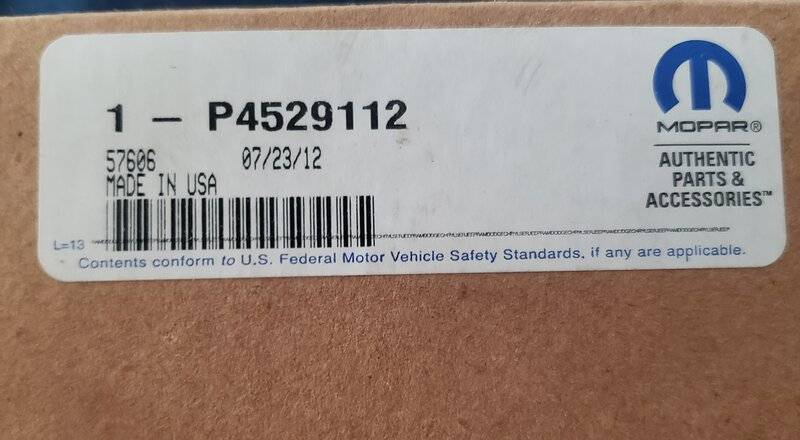 1 – P4529112
57606 07/23/12
MADE IN USA
MOPAR®
AUTHENTIC
PARTS &
ACCESSORIES™
L=13
Contents conform to U.S. Federal Motor Vehicle Safety Standards, if any are applicable.